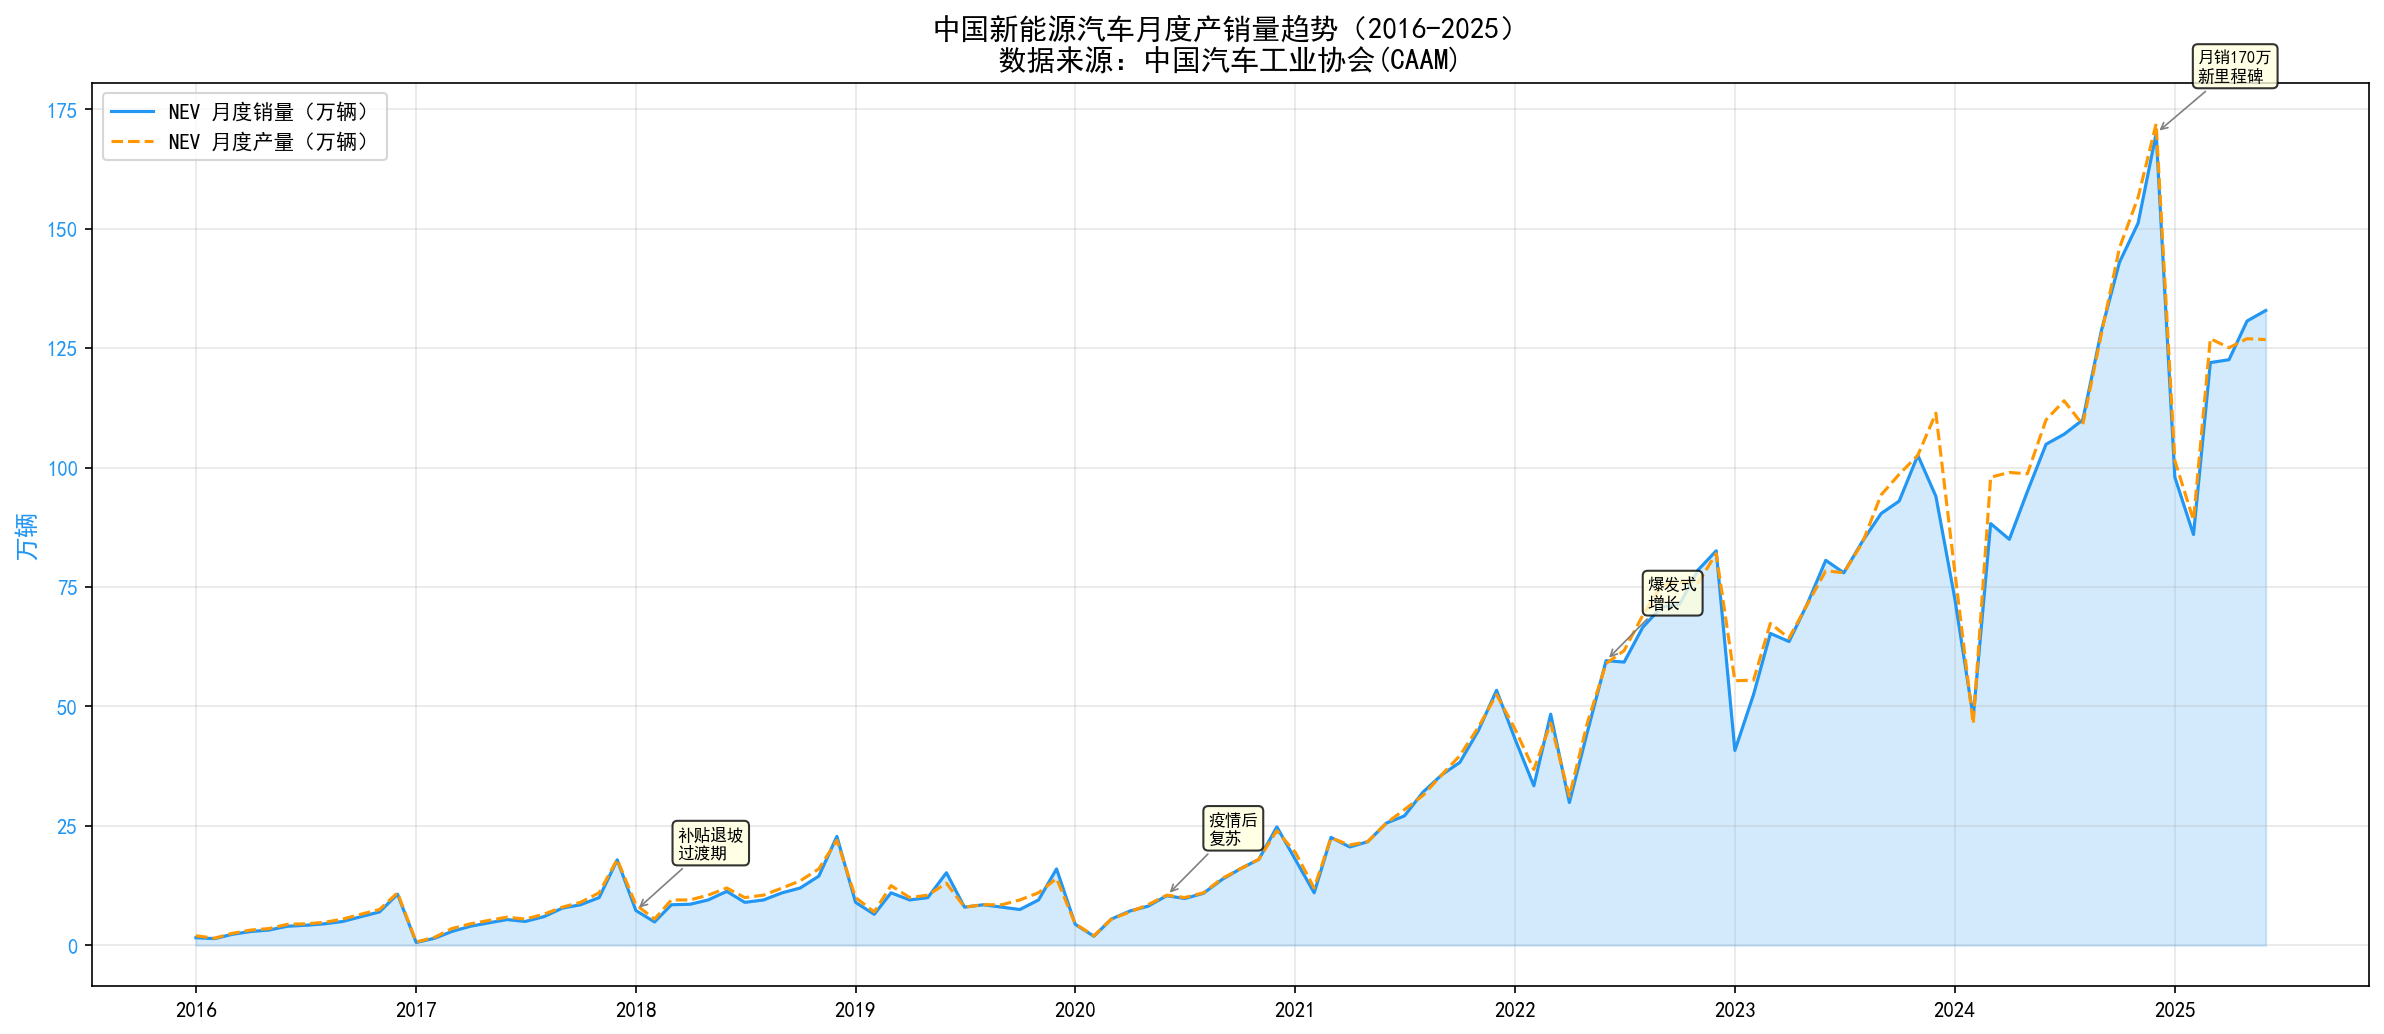 中国新能源汽车月度产销量趋势（2016-2025）
数据来源：中国汽车工业协会(CAAM)
月销170万
新里程碑
NEV 月度销量（万辆）
NEV 月度产量（万辆）
175
150
125
100
75
50
25
0
万辆
爆发式
增长
疫情后
复苏
补贴退坡
过渡期
2016
2017
2018
2019
2020
2021
2022
2023
2024
2025